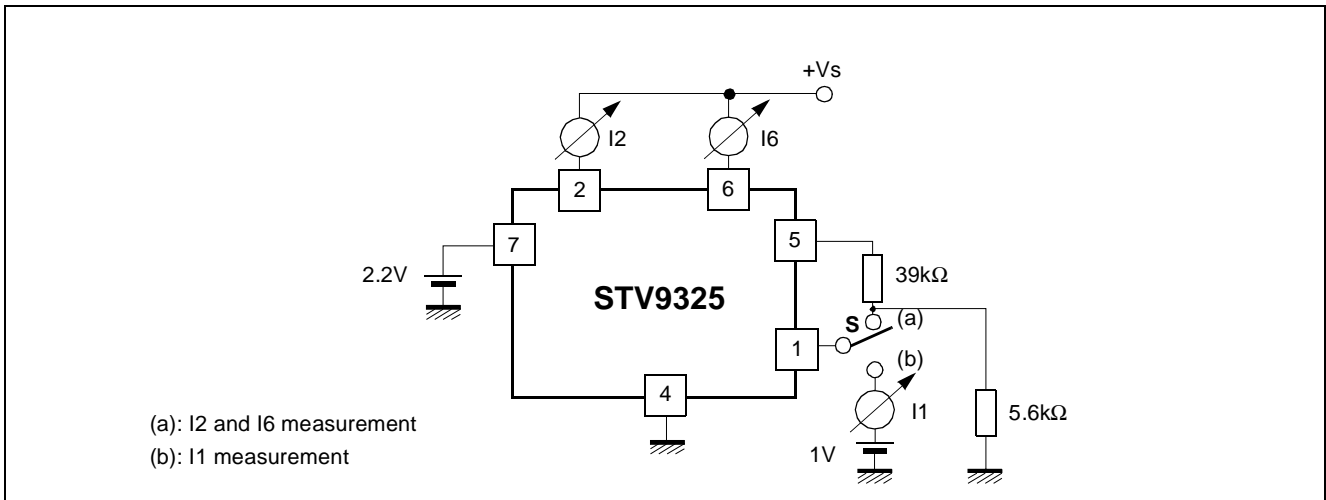 +Vs
I2
I6
2
6
7
5
2.2V
39kΩ
STV9325
S
(a)
1
(b)
4
I1
5.6kΩ
(a): I2 and I6 measurement
(b): I1 measurement
1V